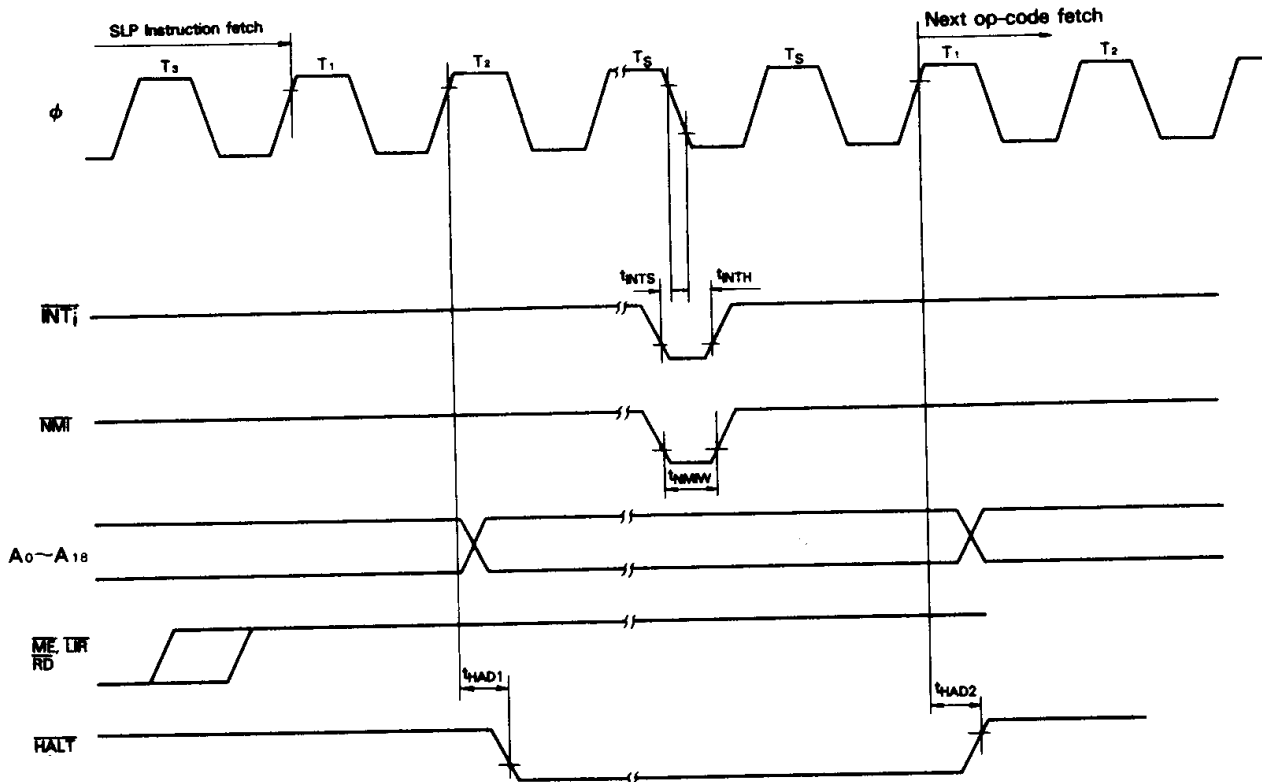 SLP Instruction fetch
Next op-code fetch
T3 T1 T2 TS TS T1 T2
ϕ
tINTS tINTH
INTi
NMI
tNMIW
A0~A18
ME, LIR
RD
tHAD1 tHAD2
HALT